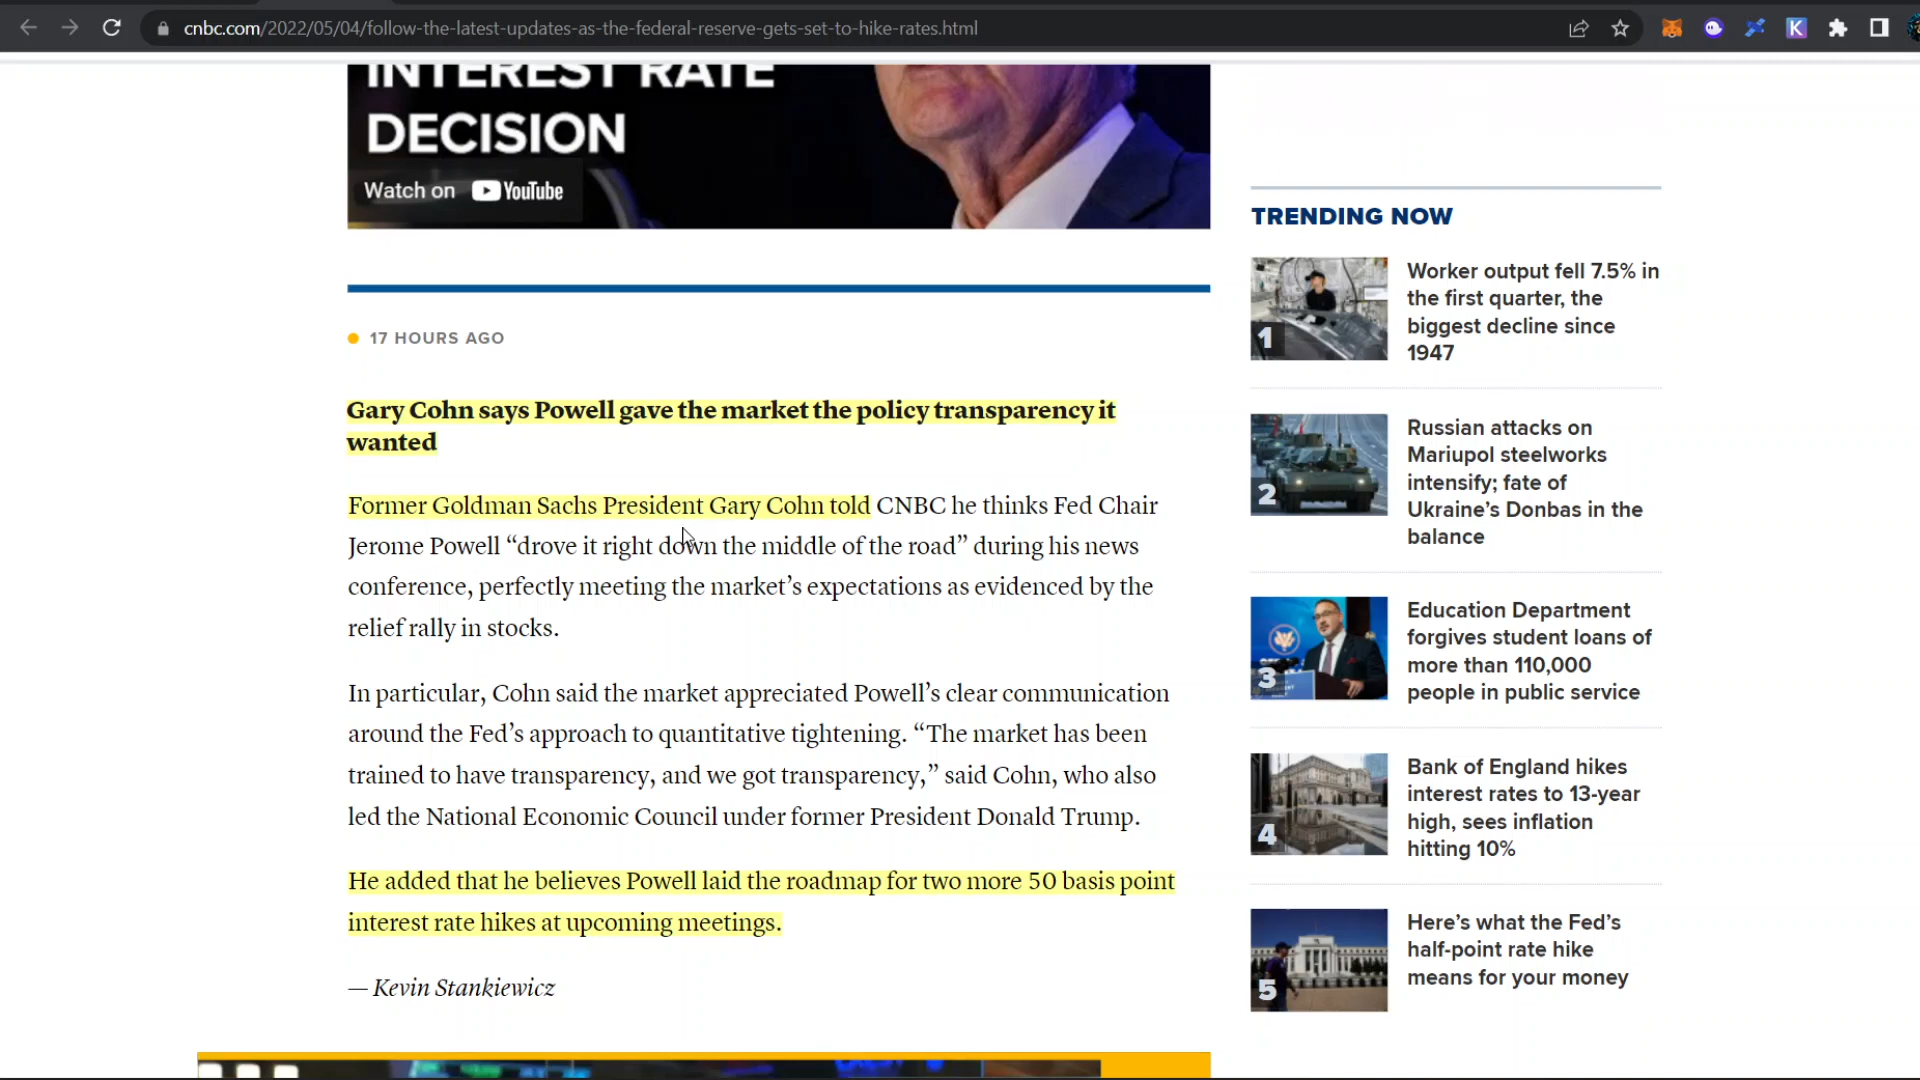 cnbc.com/2022/05/04/follow-the-latest-updates-as-the-federal-reserve-gets-set-to-hike-rates.html
INTEREST RATE
DECISION
Watch on YouTube
17 HOURS AGO
Gary Cohn says Powell gave the market the policy transparency it
wanted
Former Goldman Sachs President Gary Cohn told CNBC he thinks Fed Chair
Jerome Powell “drove it right down the middle of the road” during his news
conference, perfectly meeting the market’s expectations as evidenced by the
relief rally in stocks.
In particular, Cohn said the market appreciated Powell’s clear communication
around the Fed’s approach to quantitative tightening. “The market has been
trained to have transparency, and we got transparency,” said Cohn, who also
led the National Economic Council under former President Donald Trump.
He added that he believes Powell laid the roadmap for two more 50 basis point
interest rate hikes at upcoming meetings.
— Kevin Stankiewicz
TRENDING NOW
1
Worker output fell 7.5% in
the first quarter, the
biggest decline since
1947
2
Russian attacks on
Mariupol steelworks
intensify; fate of
Ukraine’s Donbas in the
balance
3
Education Department
forgives student loans of
more than 110,000
people in public service
4
Bank of England hikes
interest rates to 13-year
high, sees inflation
hitting 10%
5
Here’s what the Fed’s
half-point rate hike
means for your money